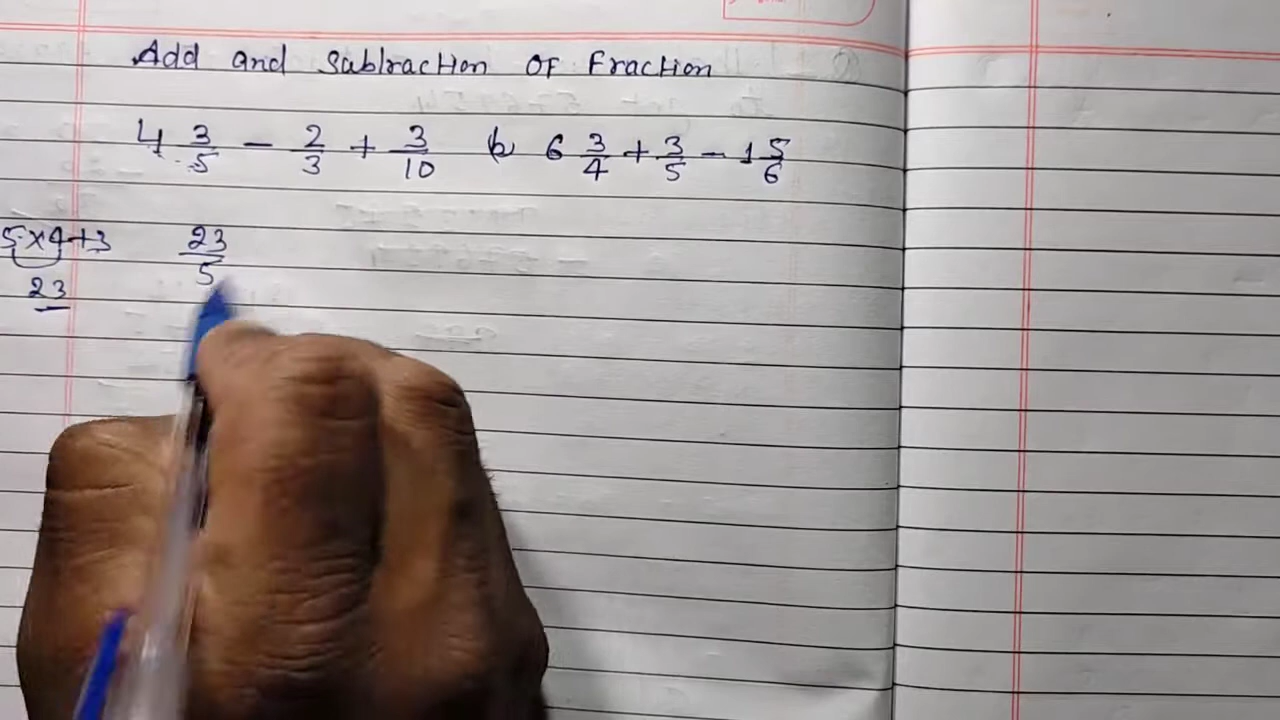 Add and Sabtraction OF Fraction
4 3/5 - 2/3 + 3/10 b 6 3/4 + 3/5 - 1 5/6
5×4+3 23/5
23